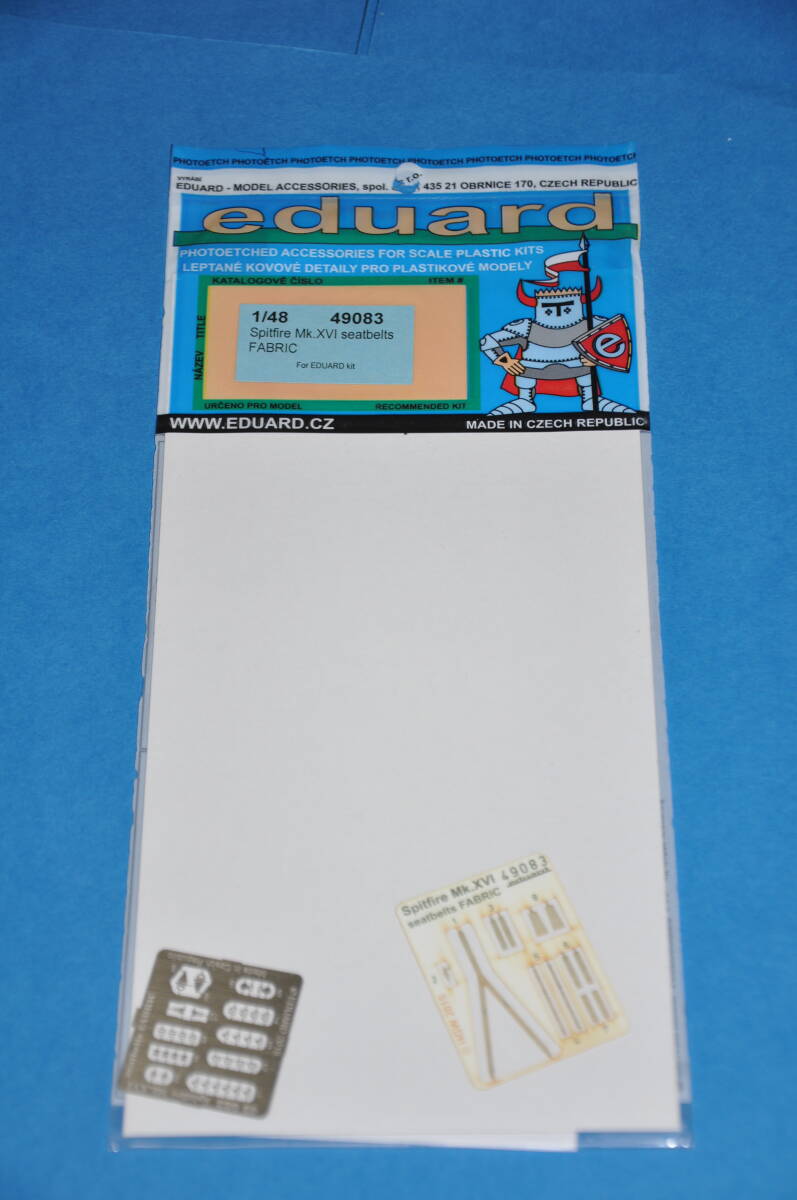 PHOTOETCH PHOTOETCH PHOTOETCH PHOTOETCH PHOTOETCH PHOTOETCH PHOTOETCH PHOTOETCH
VYRÁBÍ
EDUARD - MODEL ACCESSORIES, spol. r.o. 435 21 OBRNICE 170, CZECH REPUBLIC
eduard
PHOTOETCHED ACCESSORIES FOR SCALE PLASTIC KITS
LEPTANÉ KOVOVÉ DETAILY PRO PLASTIKOVÉ MODELY
KATALOGOVÉ ČÍSLO ITEM #
NÁZEV TITLE
1/48 49083
Spitfire Mk.XVI seatbelts
FABRIC
For EDUARD kit
e
URČENO PRO MODEL RECOMMENDED KIT
WWW.EDUARD.CZ MADE IN CZECH REPUBLIC
Spitfire Mk.XVI 49083
seatbelts FABRIC eduard